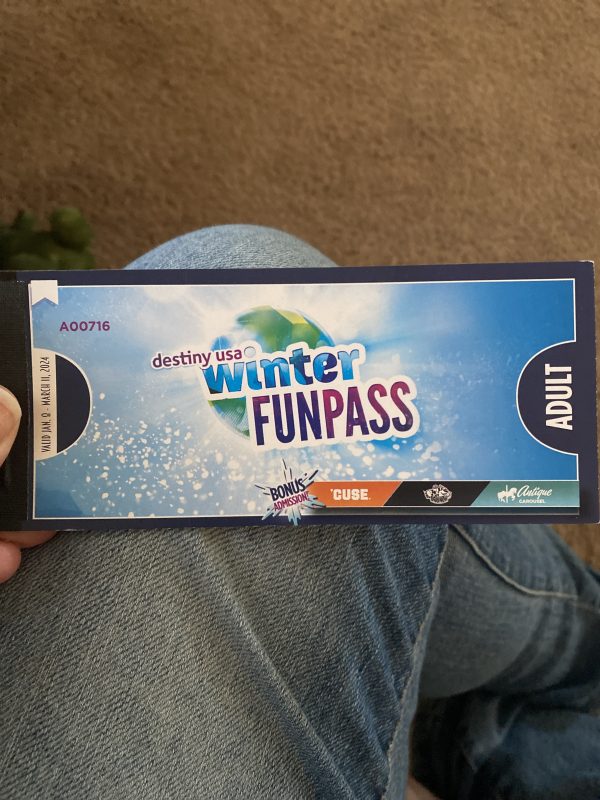 A00716
VALID JAN. 2 - MARCH 11, 2024
destiny usa
winter
FUNPASS
ADULT
BONUS
ADMISSION!
'CUSE.
Antique
CAROUSEL